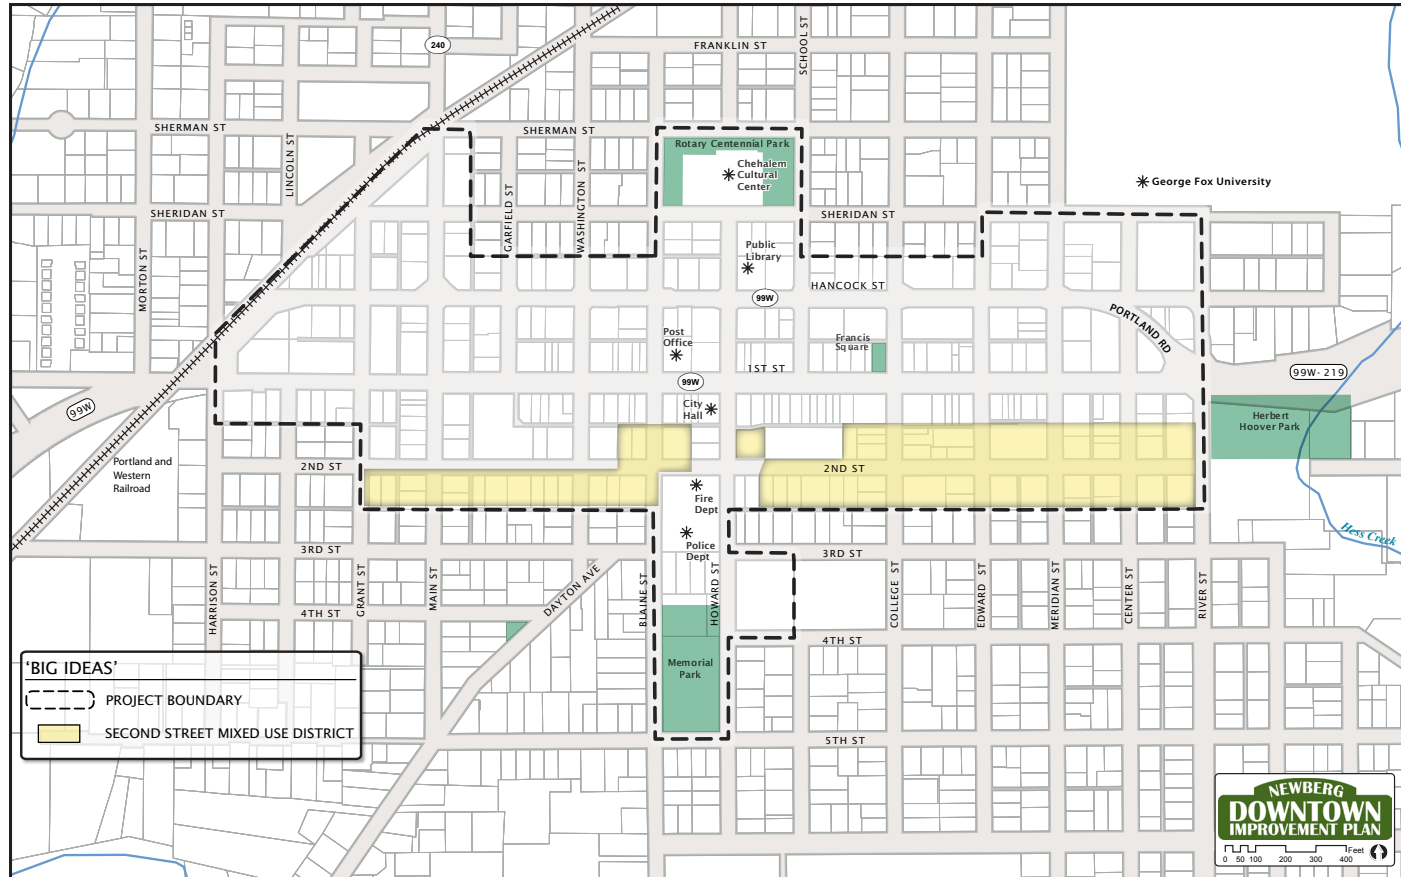 FRANKLIN ST
SCHOOL ST
240
SHERMAN ST
SHERMAN ST
LINCOLN ST
Rotary Centennial Park
Chehalem
Cultural
Center
WASHINGTON ST
GARFIELD ST
George Fox University
SHERIDAN ST
SHERIDAN ST
MORTON ST
Public
Library
HANCOCK ST
99W
PORTLAND RD
Post
Office
Francis
Square
1ST ST
99W
99W- 219
99W
City
Hall
Herbert
Hoover Park
Portland and
Western
Railroad
2ND ST
2ND ST
Fire
Dept
Hess Creek
Police
Dept
3RD ST
3RD ST
HARRISON ST
GRANT ST
MAIN ST
DAYTON AVE
BLAINE ST
HOWARD ST
COLLEGE ST
EDWARD ST
MERIDIAN ST
CENTER ST
RIVER ST
4TH ST
4TH ST
Memorial
Park
5TH ST
'BIG IDEAS'
PROJECT BOUNDARY
SECOND STREET MIXED USE DISTRICT
NEWBERG
DOWNTOWN
IMPROVEMENT PLAN
0 50 100 200 300 400 Feet